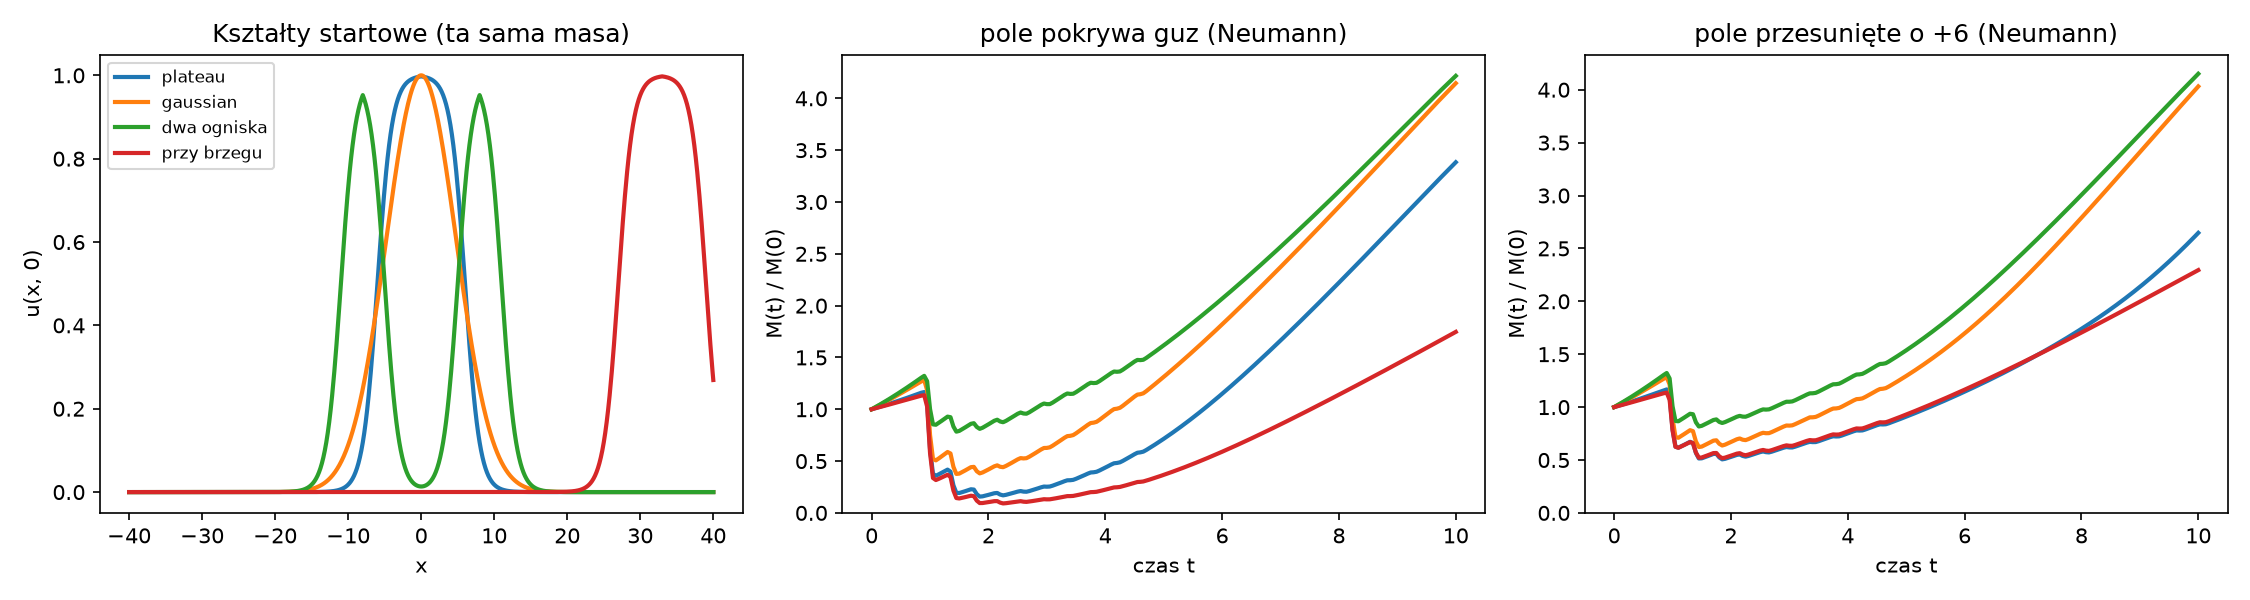 Kształty startowe (ta sama masa)
u(x, 0)
1.0
0.8
0.6
0.4
0.2
0.0
plateau
gaussian
dwa ogniska
przy brzegu
−40 −30 −20 −10 0 10 20 30 40
x
pole pokrywa guz (Neumann)
M(t) / M(0)
4.0
3.5
3.0
2.5
2.0
1.5
1.0
0.5
0.0
0 2 4 6 8 10
czas t
pole przesunięte o +6 (Neumann)
M(t) / M(0)
4.0
3.5
3.0
2.5
2.0
1.5
1.0
0.5
0.0
0 2 4 6 8 10
czas t